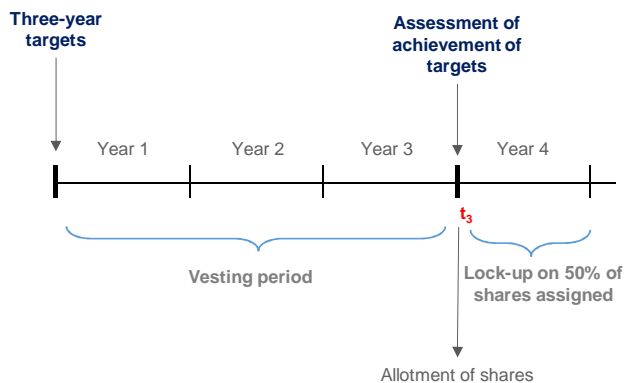 Three-year
targets
Assessment of
achievement of
targets
Year 1
Year 2
Year 3
Year 4
t3
Vesting period
Lock-up on 50% of
shares assigned
Allotment of shares